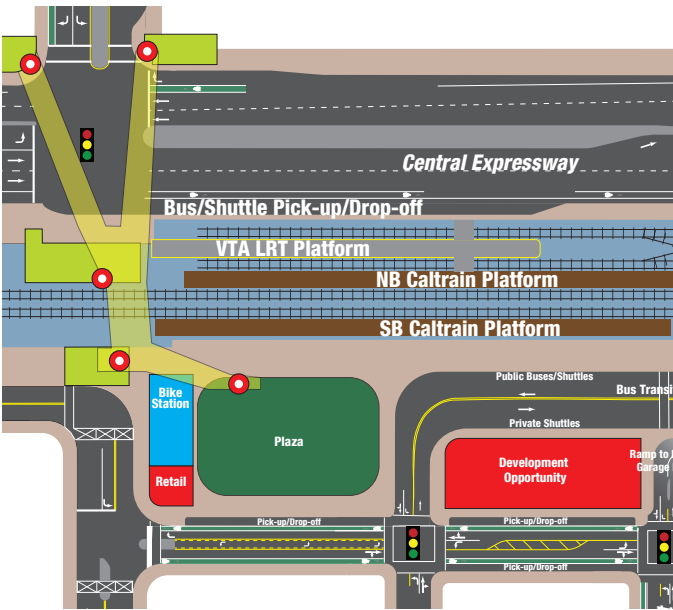 Central Expressway
Bus/Shuttle Pick-up/Drop-off
VTA LRT Platform
NB Caltrain Platform
SB Caltrain Platform
Public Buses/Shuttles
Bus Transit
Private Shuttles
Bike
Station
Plaza
Retail
Development
Opportunity
Ramp to
Garage
Pick-up/Drop-off
Pick-up/Drop-off
Pick-up/Drop-off